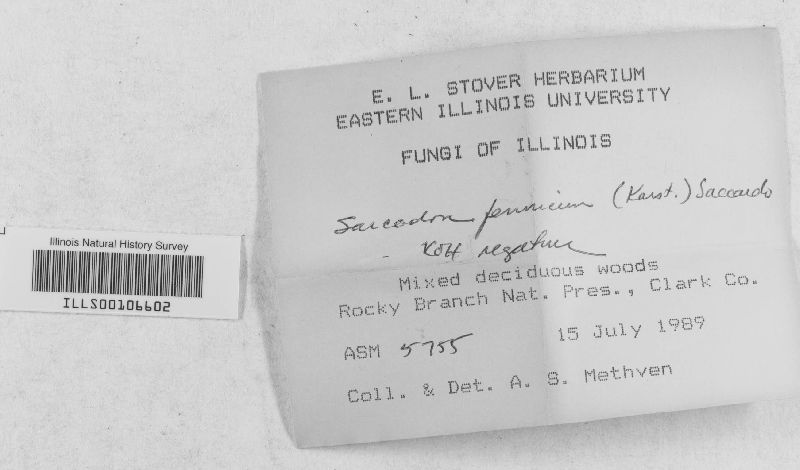 E. L. STOVER HERBARIUM
EASTERN ILLINOIS UNIVERSITY
FUNGI OF ILLINOIS
Sarcodon fennicum (Karst.) Saccardo
- KOH negative
Mixed deciduous woods
Rocky Branch Nat. Pres., Clark Co.
ASM 5755 15 July 1989
Coll. & Det. A. S. Methven
Illinois Natural History Survey
ILLS00106602